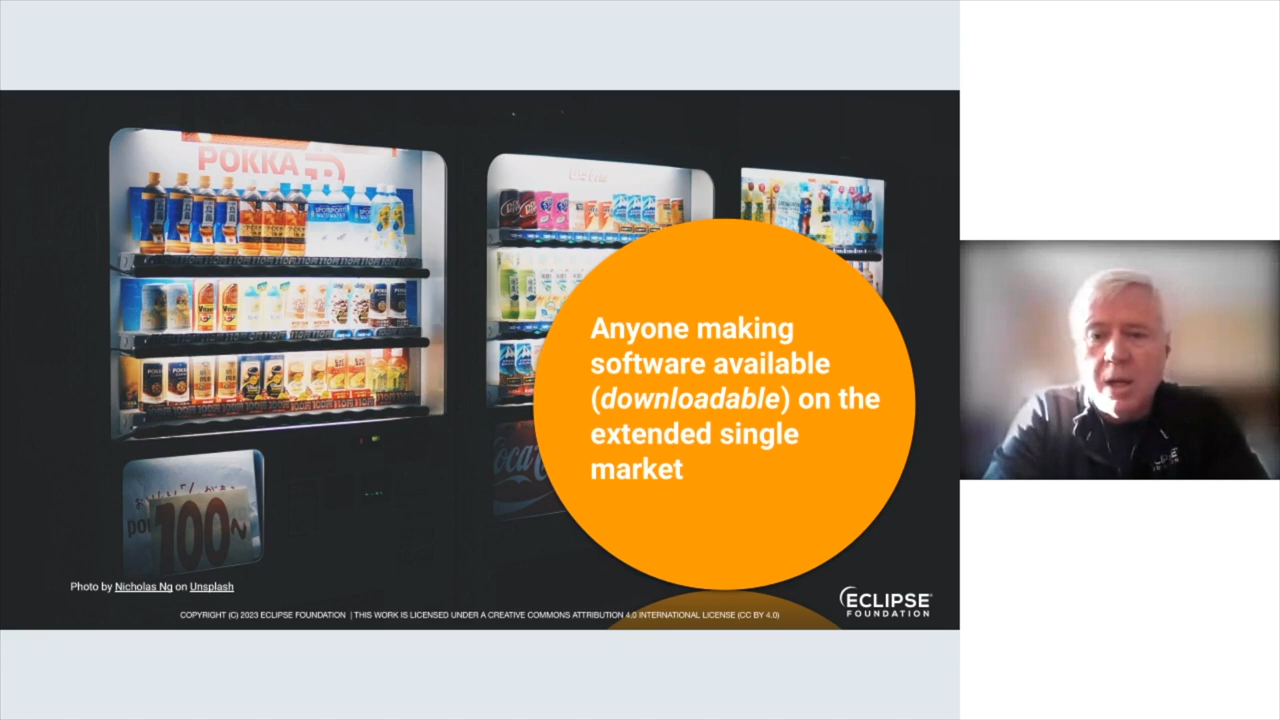 POKKA
Anyone making
software available
(downloadable) on the
extended single
market
Coca
100
Photo by Nicholas Ng on Unsplash
COPYRIGHT (C) 2023 ECLIPSE FOUNDATION | THIS WORK IS LICENSED UNDER A CREATIVE COMMONS ATTRIBUTION 4.0 INTERNATIONAL LICENSE (CC BY 4.0)
ECLIPSE
FOUNDATION